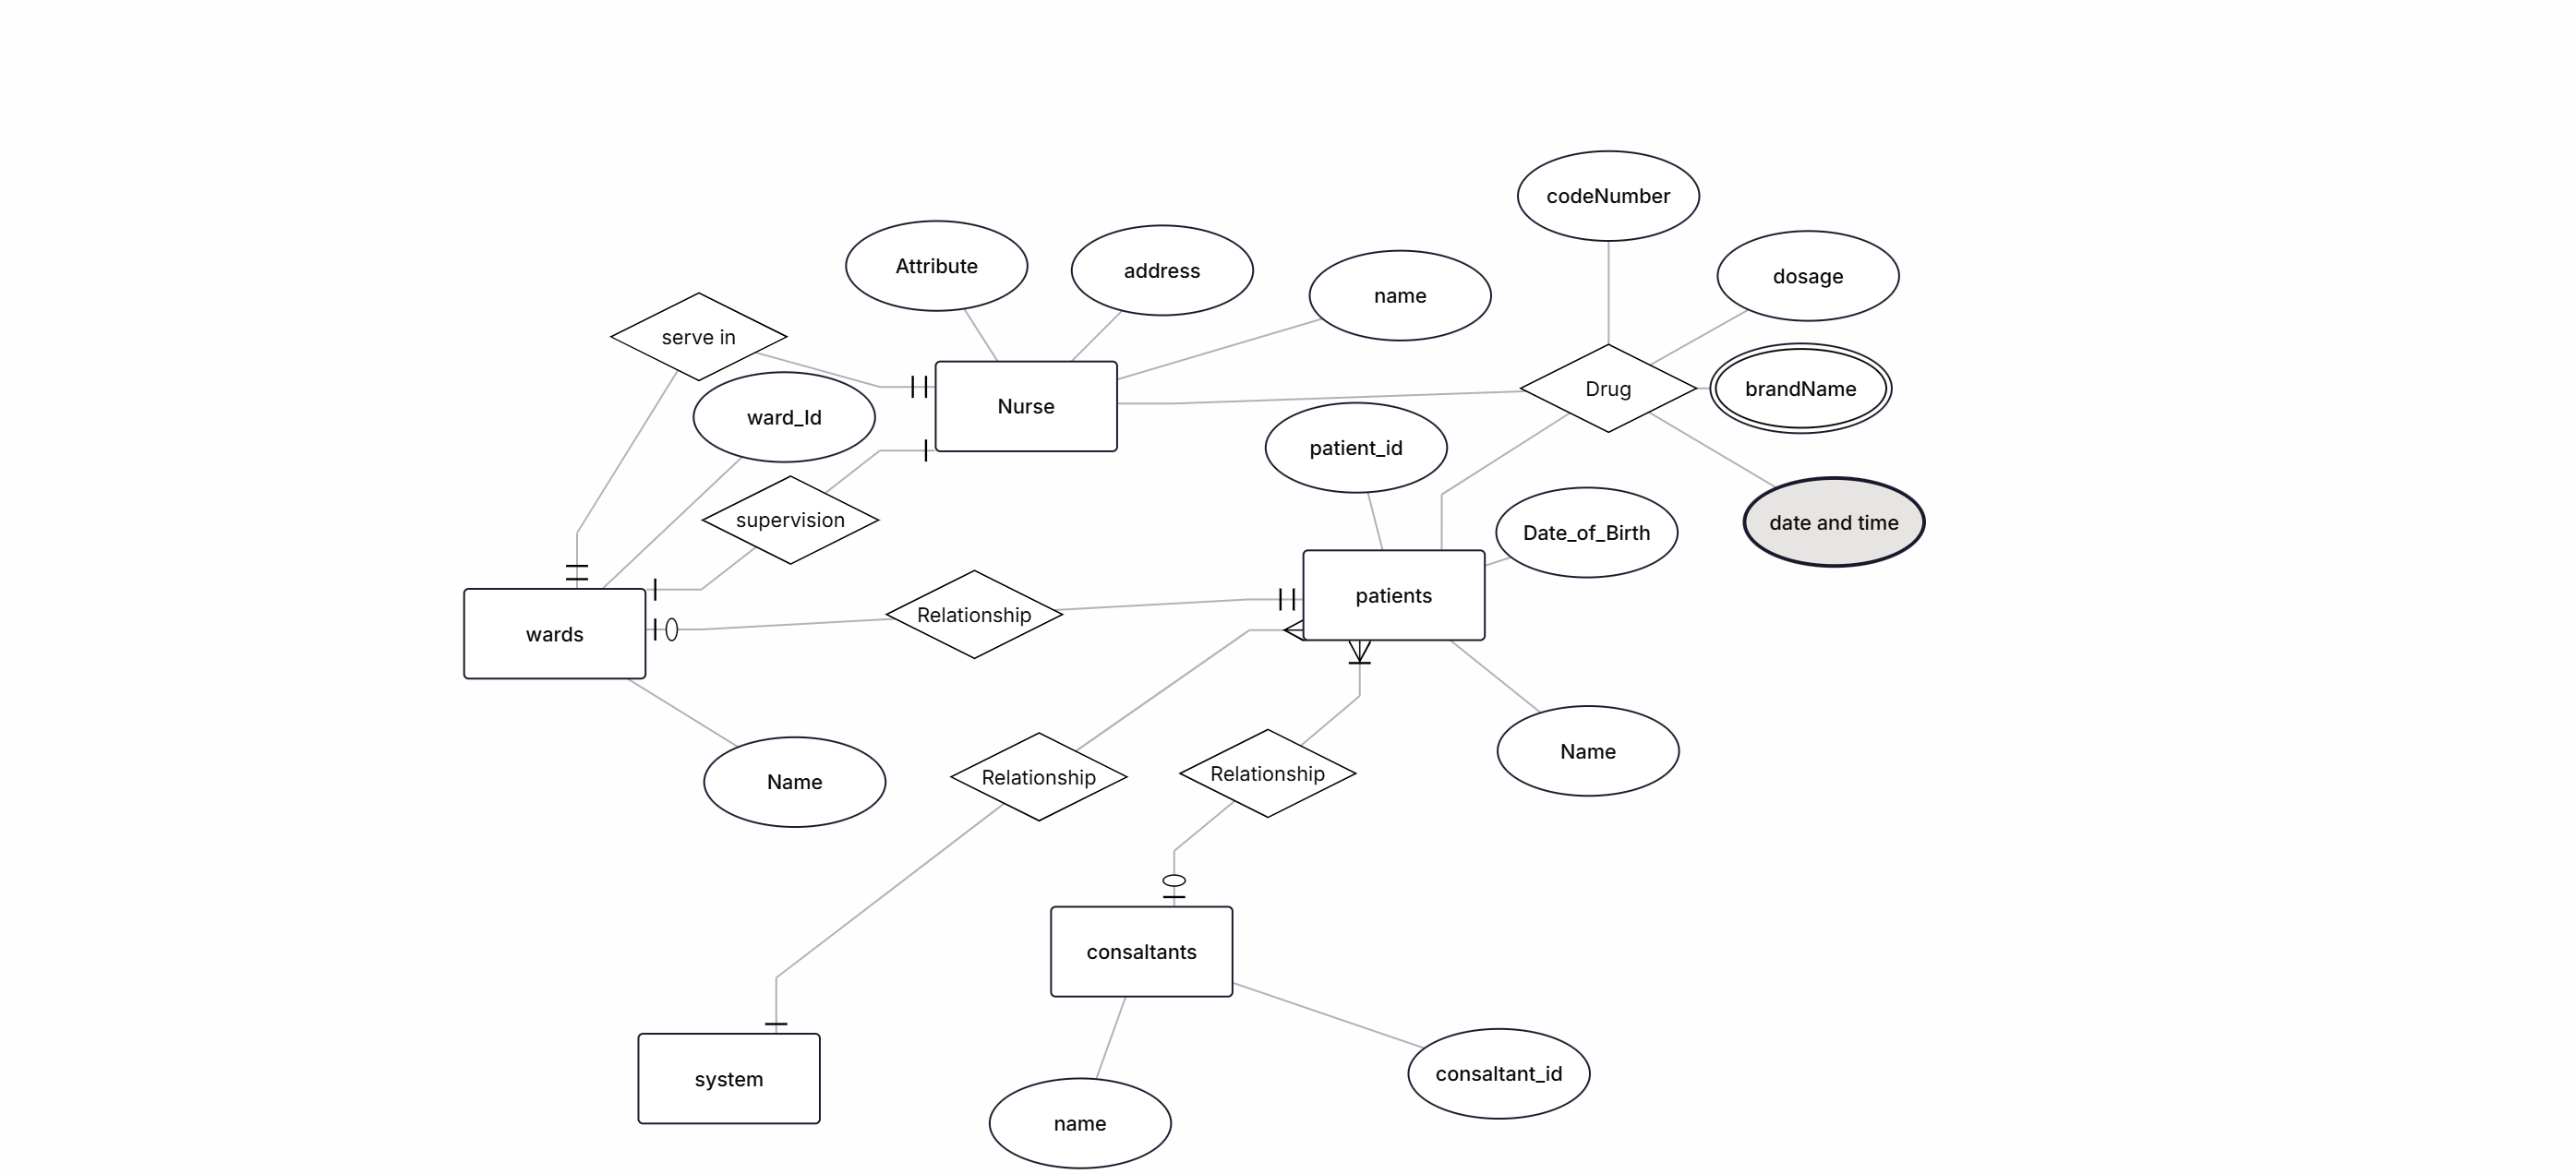 codeNumber
Attribute
address
dosage
name
serve in
Drug
brandName
Nurse
ward_Id
patient_id
supervision
date and time
Date_of_Birth
patients
Relationship
wards
Name
Name
Relationship
Relationship
consaltants
consaltant_id
system
name